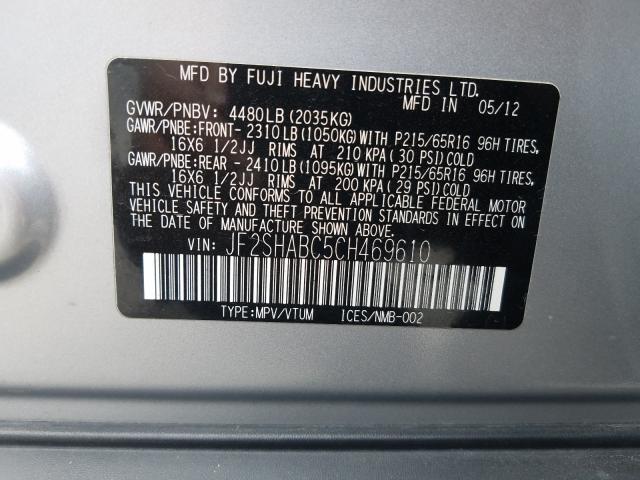 MFD BY FUJI HEAVY INDUSTRIES LTD.
MFD IN 05/12
GVWR/PNBV: 4480LB(2035KG)
GAWR/PNBE:FRONT- 2310LB(1050KG)WITH P215/65R16 96H TIRES,
16X6 1/2JJ RIMS AT 210 KPA(30 PSI)COLD
GAWR/PNBE:REAR - 2410LB(1095KG)WITH P215/65R16 96H TIRES,
16X6 1/2JJ RIMS AT 200 KPA(29 PSI)COLD
THIS VEHICLE CONFORMS TO ALL APPLICABLE FEDERAL MOTOR
VEHICLE SAFETY AND THEFT PREVENTION STANDARDS IN EFFECT ON
THE DATE OF MANUFACTURE SHOWN ABOVE.
VIN: JF2SHABC5CH469610
TYPE:MPV/VTUM ICES/NMB-002